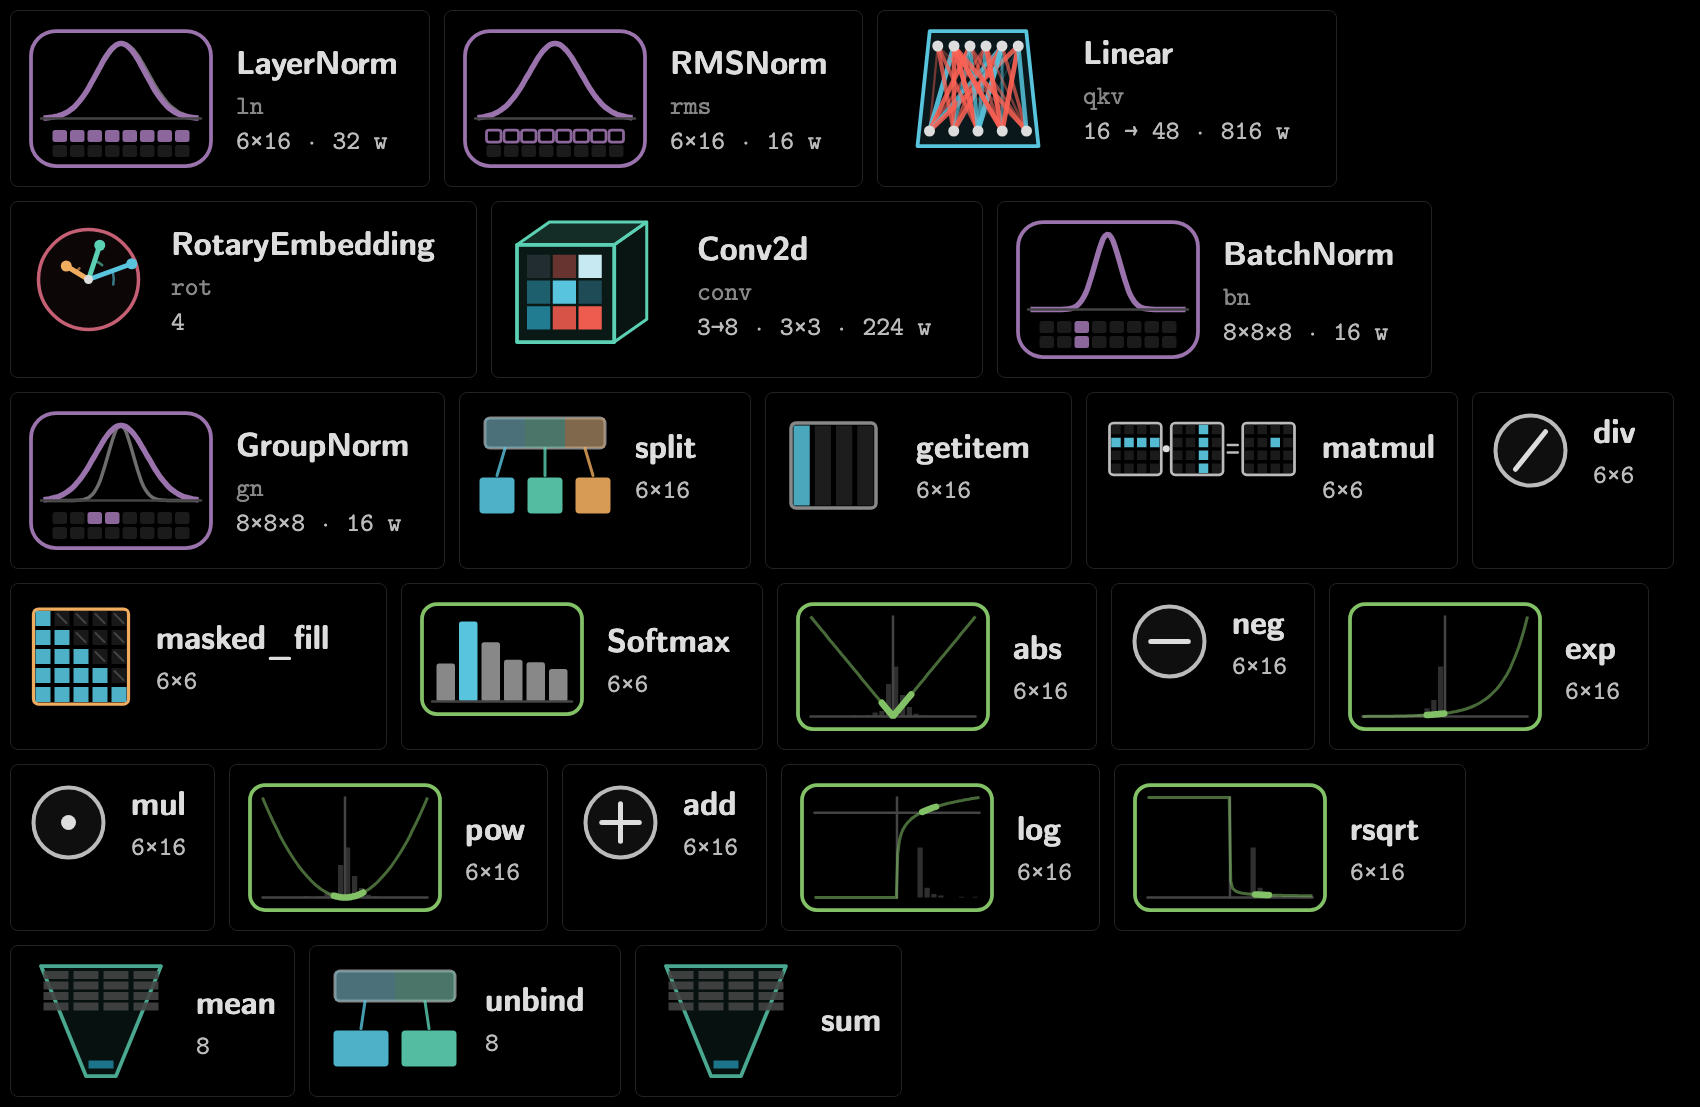 LayerNorm
ln
6×16 · 32 w
RMSNorm
rms
6×16 · 16 w
Linear
qkv
16 → 48 · 816 w
RotaryEmbedding
rot
4
Conv2d
conv
3→8 · 3×3 · 224 w
BatchNorm
bn
8×8×8 · 16 w
GroupNorm
gn
8×8×8 · 16 w
split
6×16
getitem
6×16
matmul
6×6
div
6×6
masked_fill
6×6
Softmax
6×6
abs
6×16
neg
6×16
exp
6×16
mul
6×16
pow
6×16
add
6×16
log
6×16
rsqrt
6×16
mean
8
unbind
8
sum